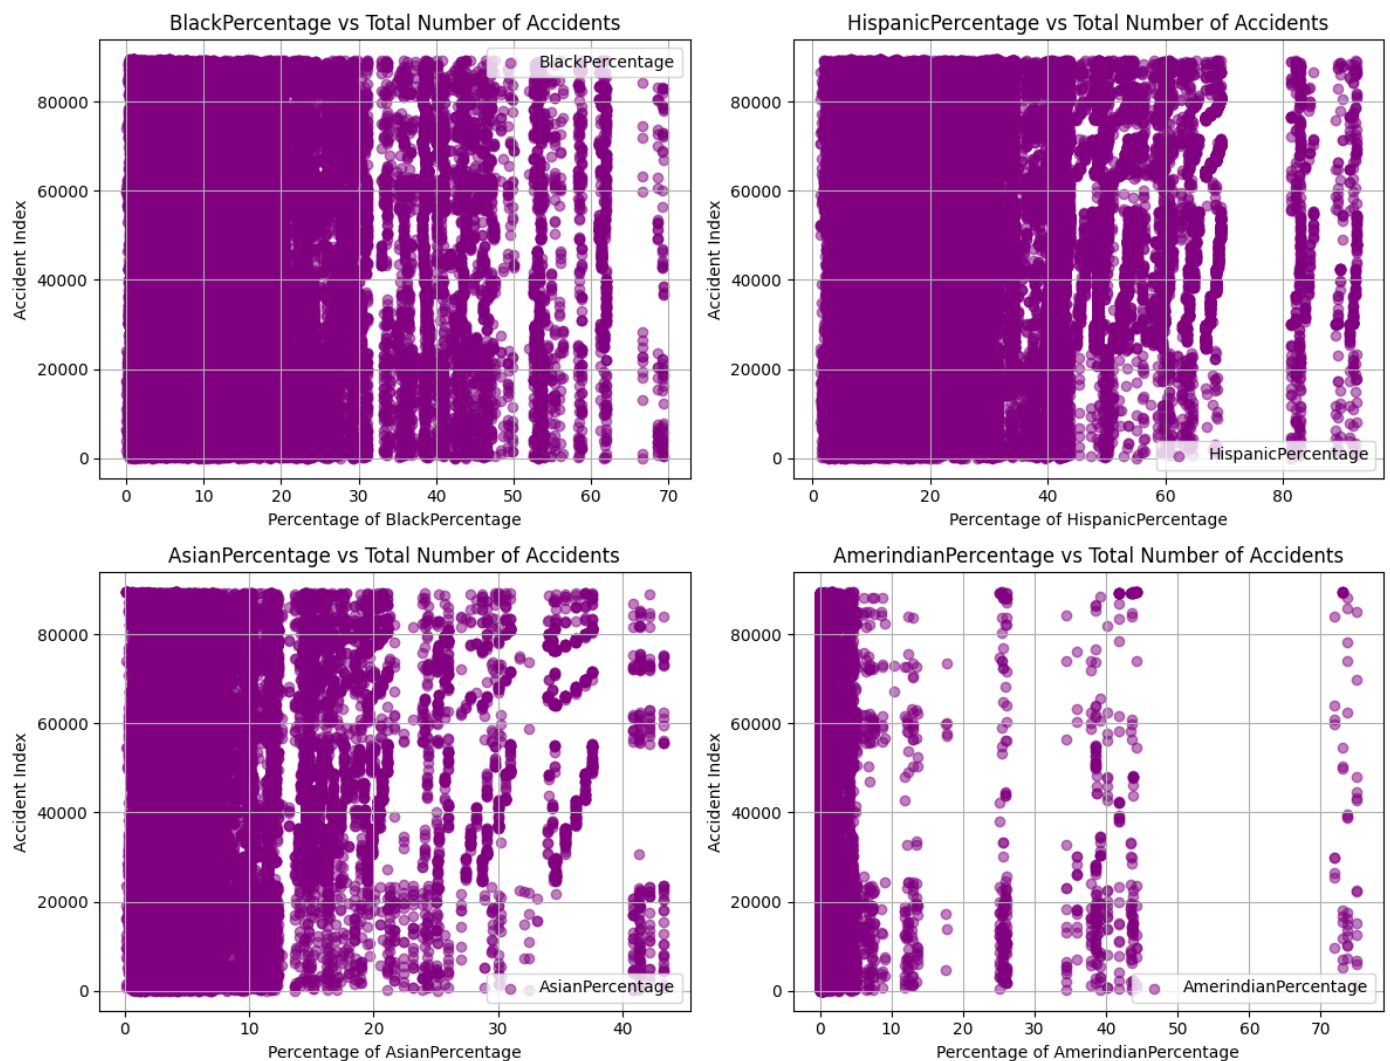 BlackPercentage vs Total Number of Accidents
BlackPercentage
Accident Index
80000
60000
40000
20000
0
0 10 20 30 40 50 60 70
Percentage of BlackPercentage
HispanicPercentage vs Total Number of Accidents
Accident Index
80000
60000
40000
20000
0
HispanicPercentage
0 20 40 60 80
Percentage of HispanicPercentage
AsianPercentage vs Total Number of Accidents
Accident Index
80000
60000
40000
20000
0
AsianPercentage
0 10 20 30 40
Percentage of AsianPercentage
AmerindianPercentage vs Total Number of Accidents
Accident Index
80000
60000
40000
20000
0
AmerindianPercentage
0 10 20 30 40 50 60 70
Percentage of AmerindianPercentage